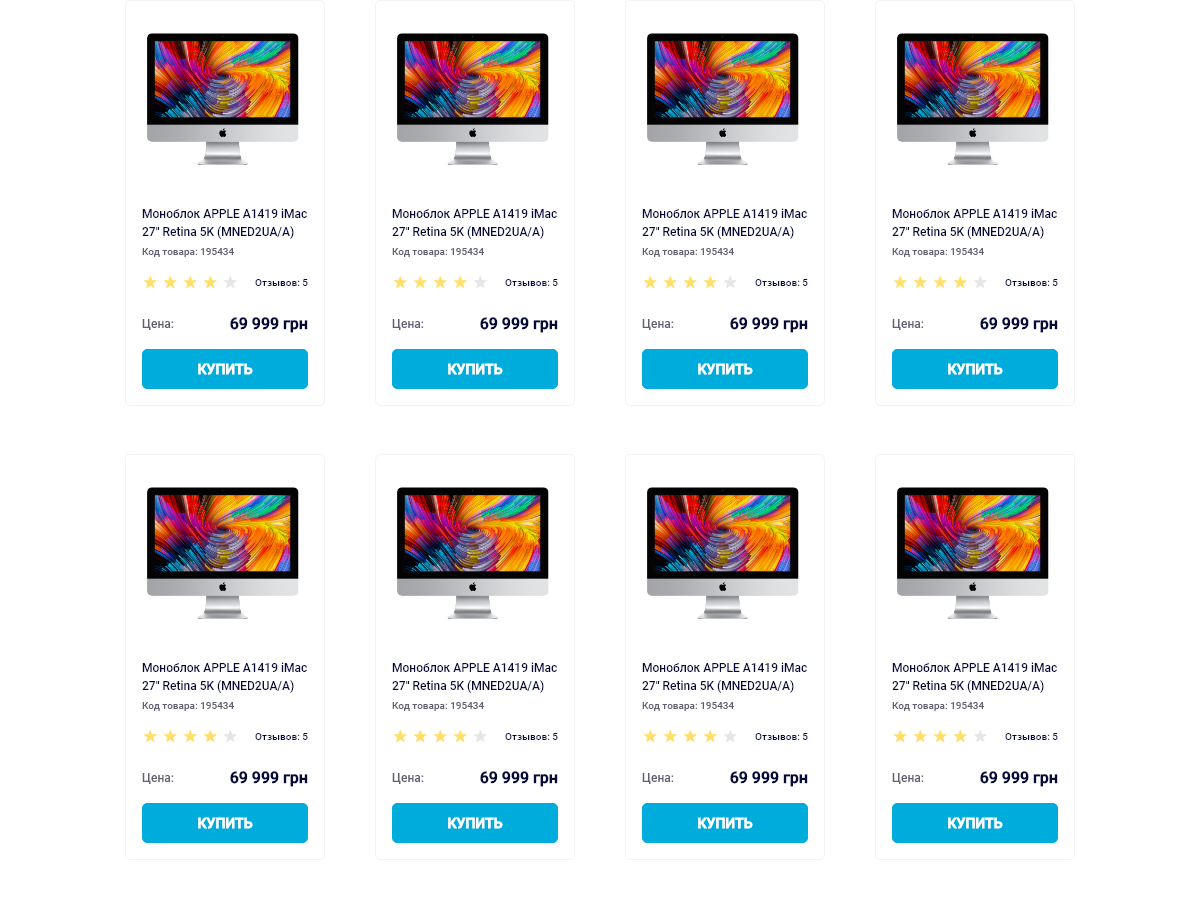 Моноблок APPLE A1419 iMac
27" Retina 5K (MNED2UA/A)
Код товара: 195434
Отзывов: 5
Цена: 69 999 грн
КУПИТЬ
Моноблок APPLE A1419 iMac
27" Retina 5K (MNED2UA/A)
Код товара: 195434
Отзывов: 5
Цена: 69 999 грн
КУПИТЬ
Моноблок APPLE A1419 iMac
27" Retina 5K (MNED2UA/A)
Код товара: 195434
Отзывов: 5
Цена: 69 999 грн
КУПИТЬ
Моноблок APPLE A1419 iMac
27" Retina 5K (MNED2UA/A)
Код товара: 195434
Отзывов: 5
Цена: 69 999 грн
КУПИТЬ
Моноблок APPLE A1419 iMac
27" Retina 5K (MNED2UA/A)
Код товара: 195434
Отзывов: 5
Цена: 69 999 грн
КУПИТЬ
Моноблок APPLE A1419 iMac
27" Retina 5K (MNED2UA/A)
Код товара: 195434
Отзывов: 5
Цена: 69 999 грн
КУПИТЬ
Моноблок APPLE A1419 iMac
27" Retina 5K (MNED2UA/A)
Код товара: 195434
Отзывов: 5
Цена: 69 999 грн
КУПИТЬ
Моноблок APPLE A1419 iMac
27" Retina 5K (MNED2UA/A)
Код товара: 195434
Отзывов: 5
Цена: 69 999 грн
КУПИТЬ